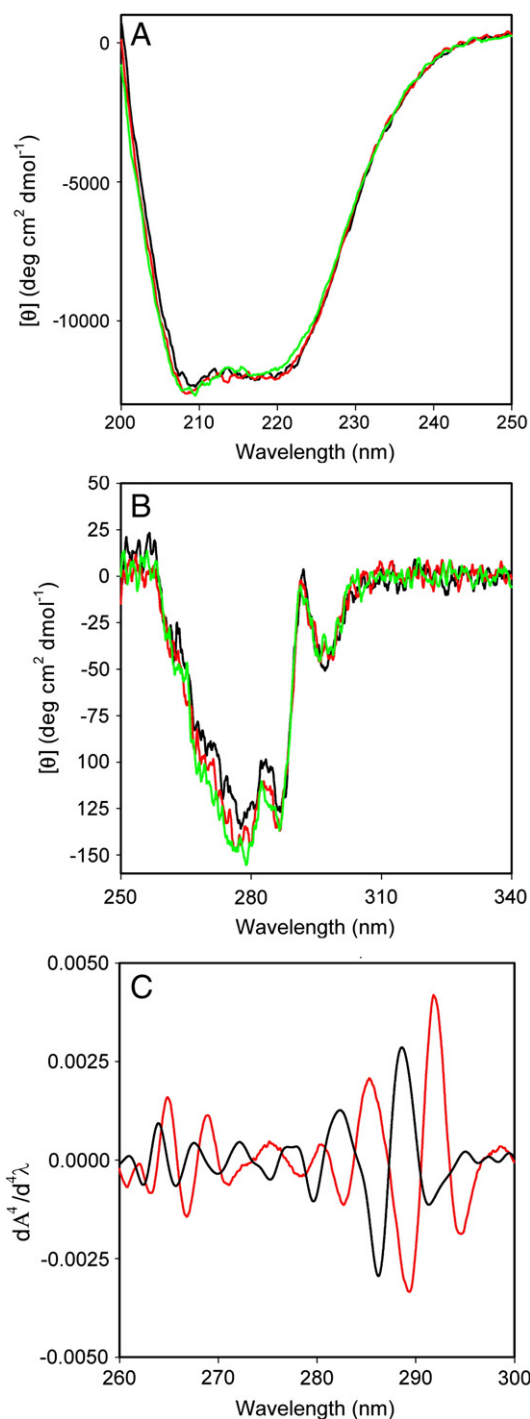 A
0
-5000
-10000
[θ] (deg cm² dmol⁻¹)
200 210 220 230 240 250
Wavelength (nm)
B
50
25
0
-25
-50
-75
100
125
-150
[θ] (deg cm² dmol⁻¹)
250 280 310 340
Wavelength (nm)
C
0.0050
0.0025
0.0000
-0.0025
-0.0050
dA⁴/d⁴λ
260 270 280 290 300
Wavelength (nm)